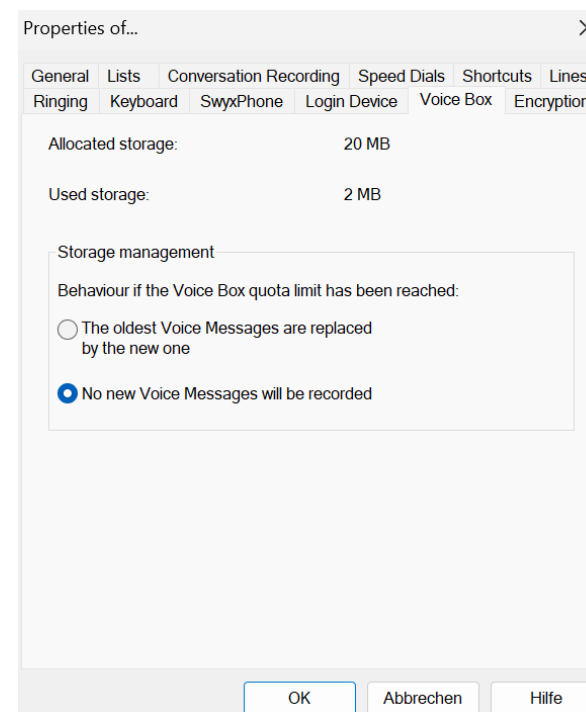 Properties of...
General Lists Conversation Recording Speed Dials Shortcuts Lines
Ringing Keyboard SwyxPhone Login Device Voice Box Encryption
Allocated storage: 20 MB
Used storage: 2 MB
Storage management
Behaviour if the Voice Box quota limit has been reached:
The oldest Voice Messages are replaced
by the new one
No new Voice Messages will be recorded
OK Abbrechen Hilfe